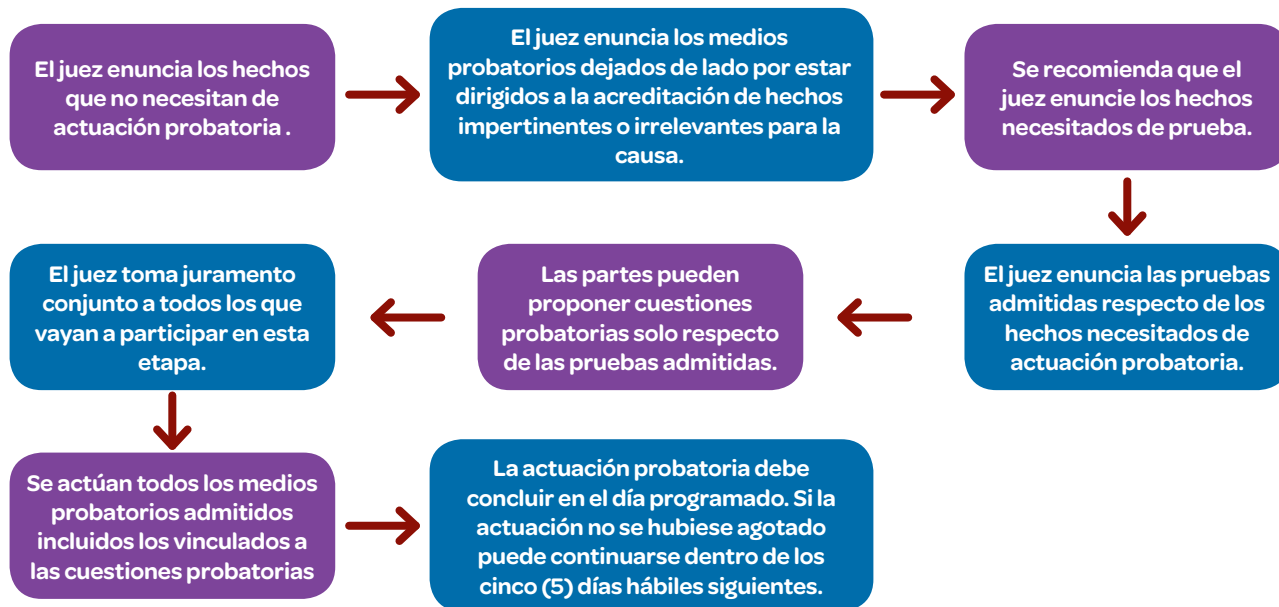 El juez enuncia los hechos
que no necesitan de
actuación probatoria .
El juez enuncia los medios
probatorios dejados de lado por estar
dirigidos a la acreditación de hechos
impertinentes o irrelevantes para la
causa.
Se recomienda que el
juez enuncie los hechos
necesitados de prueba.
El juez enuncia las pruebas
admitidas respecto de los
hechos necesitados de
actuación probatoria.
Las partes pueden
proponer cuestiones
probatorias solo respecto
de las pruebas admitidas.
El juez toma juramento
conjunto a todos los que
vayan a participar en esta
etapa.
Se actúan todos los medios
probatorios admitidos
incluidos los vinculados a
las cuestiones probatorias
La actuación probatoria debe
concluir en el día programado. Si la
actuación no se hubiese agotado
puede continuarse dentro de los
cinco (5) días hábiles siguientes.